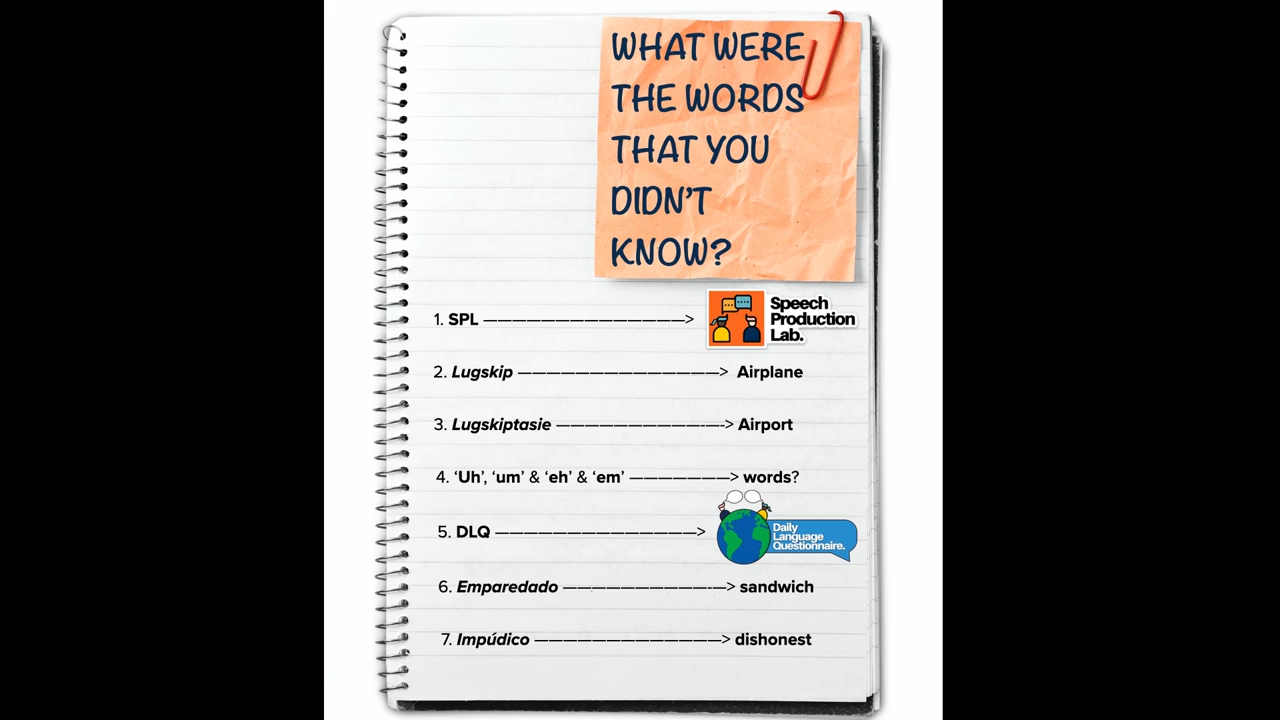 WHAT WERE
THE WORDS
THAT YOU
DIDN'T
KNOW?
1. SPL ——————————————> Speech
Production
Lab.
2. Lugskip ——————————————> Airplane
3. Lugskiptasie ————————————> Airport
4. ‘Uh’, ‘um’ & ‘eh’ & ‘em’ ———————> words?
5. DLQ ——————————————> Daily
Language
Questionnaire.
6. Emparedado ————————————> sandwich
7. Impúdico —————————————> dishonest